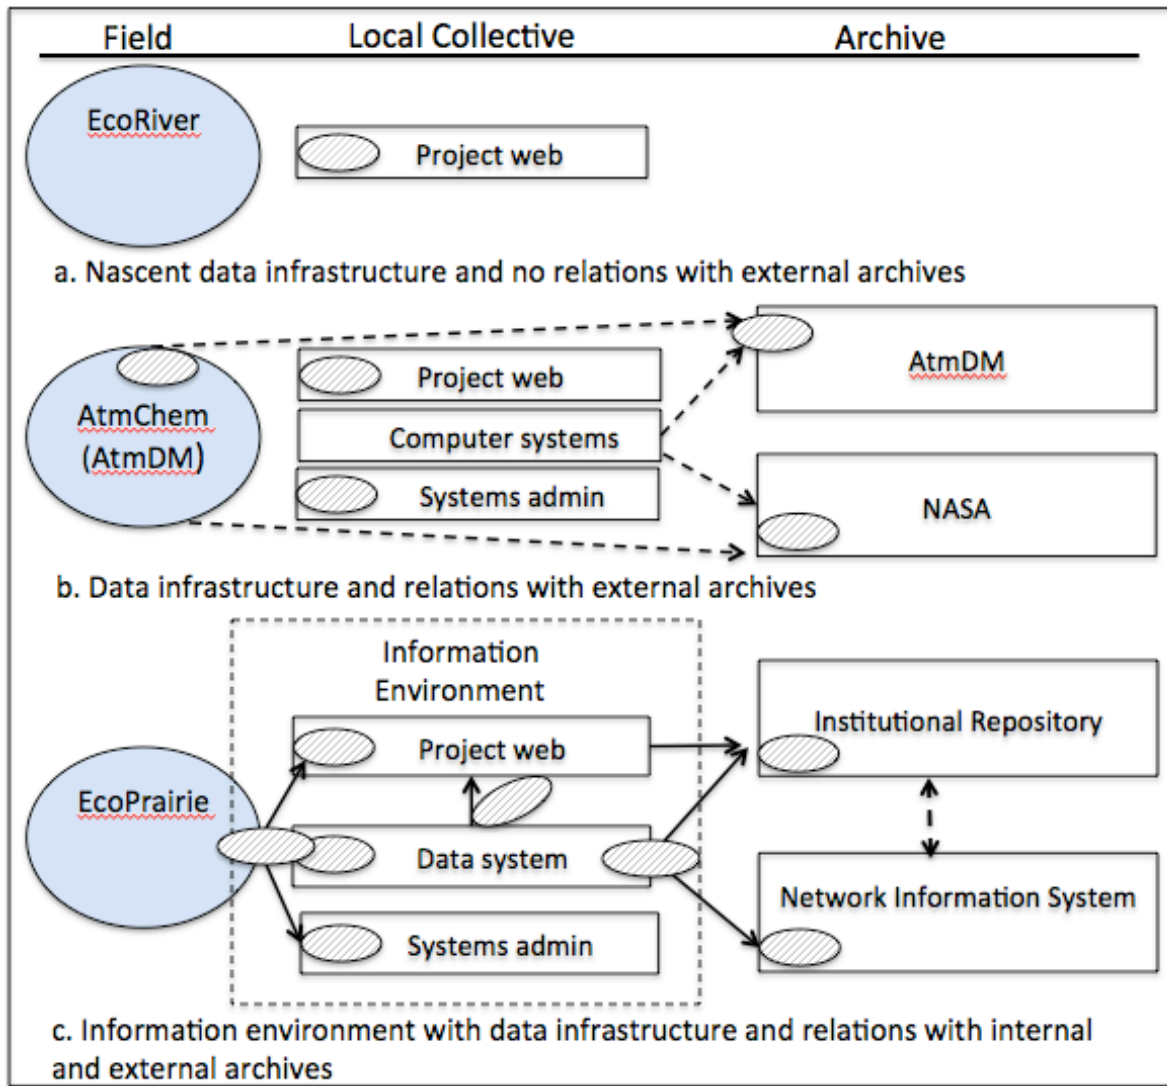 Field Local Collective Archive
EcoRiver
Project web
a. Nascent data infrastructure and no relations with external archives
AtmChem
(AtmDM)
Project web
Computer systems
Systems admin
AtmDM
NASA
b. Data infrastructure and relations with external archives
Information
Environment
EcoPrairie
Project web
Data system
Systems admin
Institutional Repository
Network Information System
c. Information environment with data infrastructure and relations with internal
and external archives